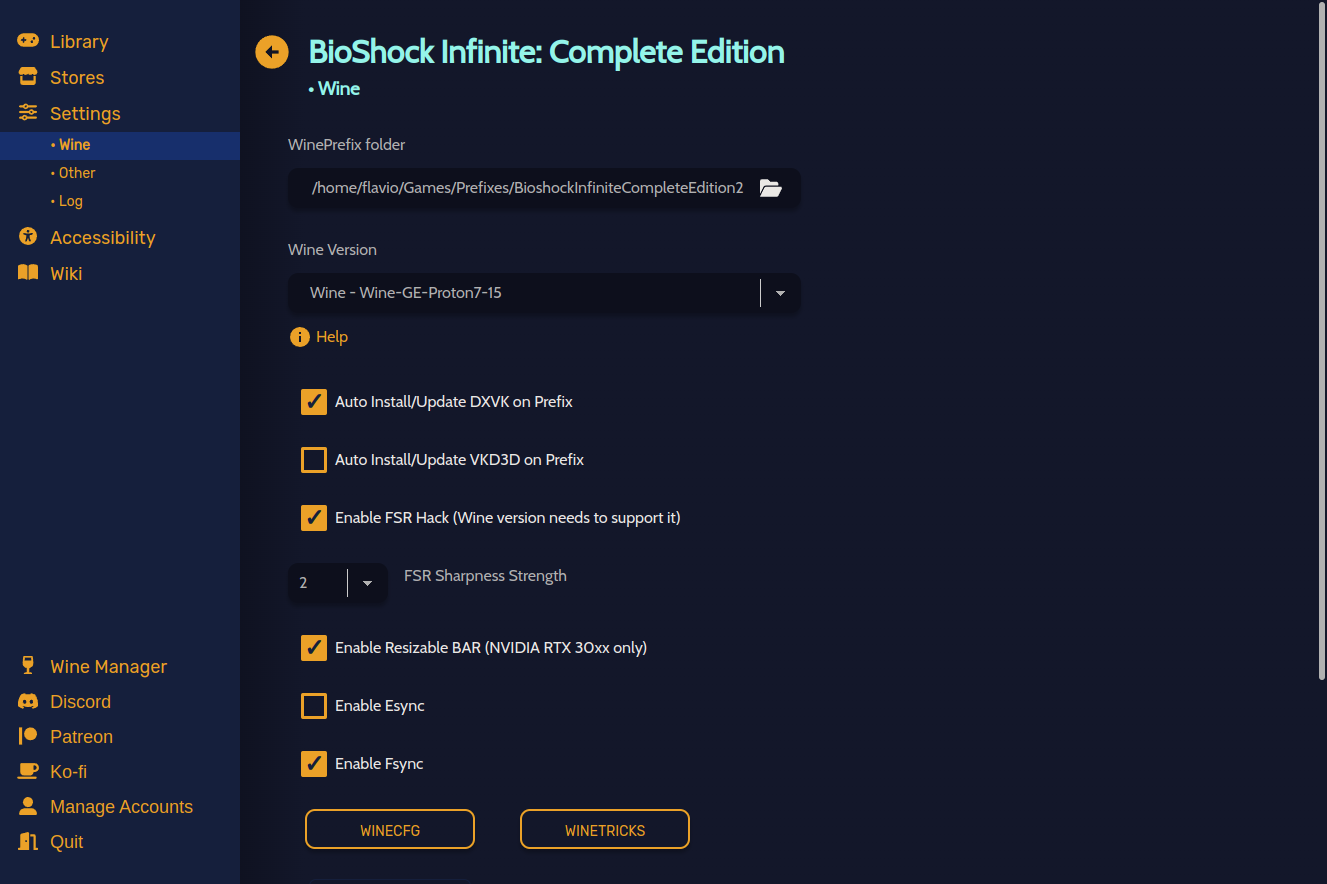 Library
Stores
Settings
• Wine
• Other
• Log
Accessibility
Wiki
Wine Manager
Discord
Patreon
Ko-fi
Manage Accounts
Quit
BioShock Infinite: Complete Edition
• Wine
WinePrefix folder
/home/flavio/Games/Prefixes/BioshockInfiniteCompleteEdition2
Wine Version
Wine - Wine-GE-Proton7-15
Help
Auto Install/Update DXVK on Prefix
Auto Install/Update VKD3D on Prefix
Enable FSR Hack (Wine version needs to support it)
2 FSR Sharpness Strength
Enable Resizable BAR (NVIDIA RTX 30xx only)
Enable Esync
Enable Fsync
WINECFG WINETRICKS